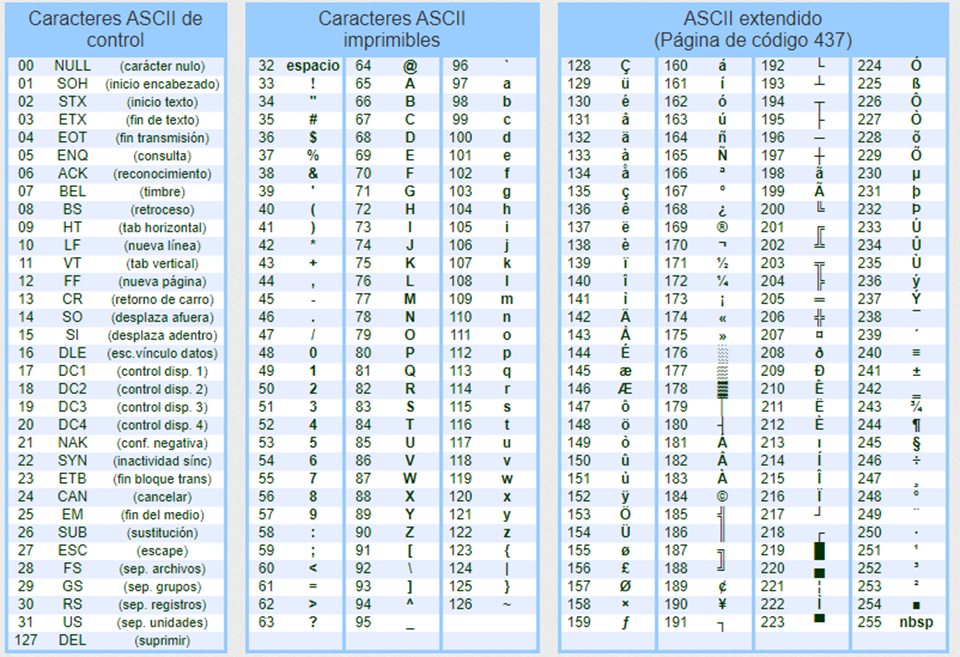 Caracteres ASCII de
control
00 NULL (carácter nulo)
01 SOH (inicio encabezado)
02 STX (inicio texto)
03 ETX (fin de texto)
04 EOT (fin transmisión)
05 ENQ (consulta)
06 ACK (reconocimiento)
07 BEL (timbre)
08 BS (retroceso)
09 HT (tab horizontal)
10 LF (nueva línea)
11 VT (tab vertical)
12 FF (nueva página)
13 CR (retorno de carro)
14 SO (desplaza afuera)
15 SI (desplaza adentro)
16 DLE (esc.vínculo datos)
17 DC1 (control disp. 1)
18 DC2 (control disp. 2)
19 DC3 (control disp. 3)
20 DC4 (control disp. 4)
21 NAK (conf. negativa)
22 SYN (inactividad sínc)
23 ETB (fin bloque trans)
24 CAN (cancelar)
25 EM (fin del medio)
26 SUB (sustitución)
27 ESC (escape)
28 FS (sep. archivos)
29 GS (sep. grupos)
30 RS (sep. registros)
31 US (sep. unidades)
127 DEL (suprimir)
Caracteres ASCII
imprimibles
32 espacio 64 @ 96 `
33 ! 65 A 97 a
34 " 66 B 98 b
35 # 67 C 99 c
36 $ 68 D 100 d
37 % 69 E 101 e
38 & 70 F 102 f
39 ' 71 G 103 g
40 ( 72 H 104 h
41 ) 73 I 105 i
42 * 74 J 106 j
43 + 75 K 107 k
44 , 76 L 108 l
45 - 77 M 109 m
46 . 78 N 110 n
47 / 79 O 111 o
48 0 80 P 112 p
49 1 81 Q 113 q
50 2 82 R 114 r
51 3 83 S 115 s
52 4 84 T 116 t
53 5 85 U 117 u
54 6 86 V 118 v
55 7 87 W 119 w
56 8 88 X 120 x
57 9 89 Y 121 y
58 : 90 Z 122 z
59 ; 91 [ 123 {
60 < 92 \ 124 |
61 = 93 ] 125 }
62 > 94 ^ 126 ~
63 ? 95 _
ASCII extendido
(Página de código 437)
128 Ç 160 á 192 └ 224 Ó
129 ü 161 í 193 ┴ 225 ß
130 é 162 ó 194 ┬ 226 Ô
131 â 163 ú 195 ├ 227 Ò
132 ä 164 ñ 196 ─ 228 õ
133 à 165 Ñ 197 ┼ 229 Õ
134 å 166 ª 198 ã 230 µ
135 ç 167 º 199 Ã 231 þ
136 ê 168 ¿ 200 ╚ 232 Þ
137 ë 169 ® 201 ╔ 233 Ú
138 è 170 ¬ 202 ╩ 234 Û
139 ï 171 ½ 203 ╦ 235 Ù
140 î 172 ¼ 204 ╠ 236 ý
141 ì 173 ¡ 205 ═ 237 Ý
142 Ä 174 « 206 ╬ 238 ¯
143 Å 175 » 207 ¤ 239 ´
144 É 176 ░ 208 ð 240 ≡
145 æ 177 ▒ 209 Ð 241 ±
146 Æ 178 ▓ 210 Ê 242 ‗
147 ô 179 │ 211 Ë 243 ¾
148 ö 180 ┤ 212 È 244 ¶
149 ò 181 Á 213 ı 245 §
150 û 182 Â 214 Í 246 ÷
151 ù 183 À 215 Î 247 ¸
152 ÿ 184 © 216 Ï 248 °
153 Ö 185 ╣ 217 ┘ 249 ¨
154 Ü 186 ║ 218 ┌ 250 ·
155 ø 187 ╗ 219 █ 251 ¹
156 £ 188 ╝ 220 ▄ 252 ³
157 Ø 189 ¢ 221 ¦ 253 ²
158 × 190 ¥ 222 Ì 254 ■
159 ƒ 191 ┐ 223 ▀ 255 nbsp